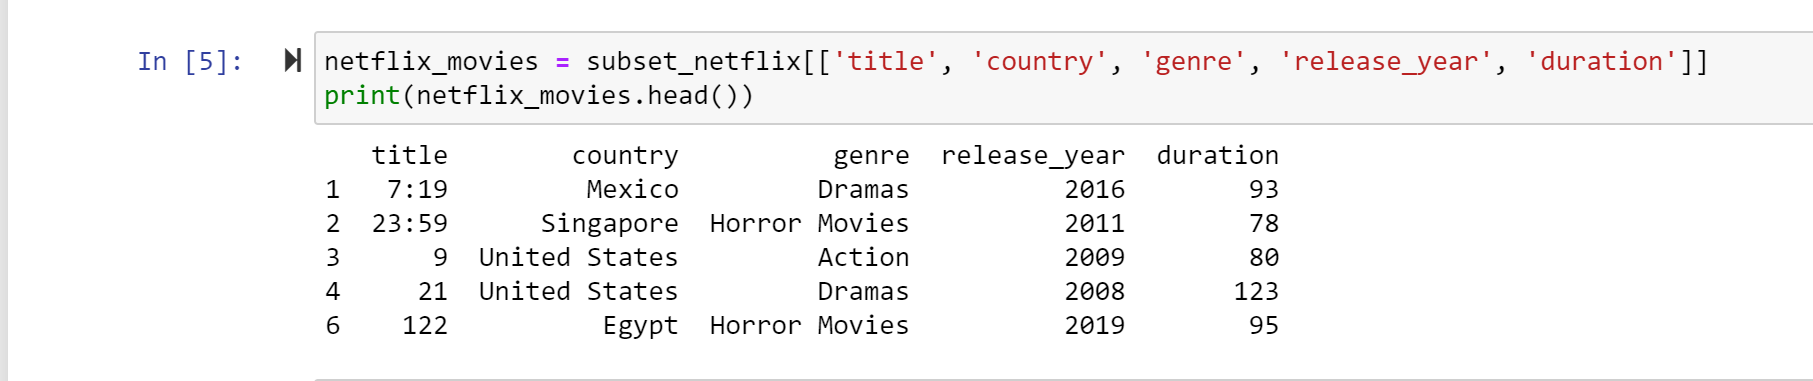 In [5]:
netflix_movies = subset_netflix[['title', 'country', 'genre', 'release_year', 'duration']]
print(netflix_movies.head())
title country genre release_year duration
1 7:19 Mexico Dramas 2016 93
2 23:59 Singapore Horror Movies 2011 78
3 9 United States Action 2009 80
4 21 United States Dramas 2008 123
6 122 Egypt Horror Movies 2019 95